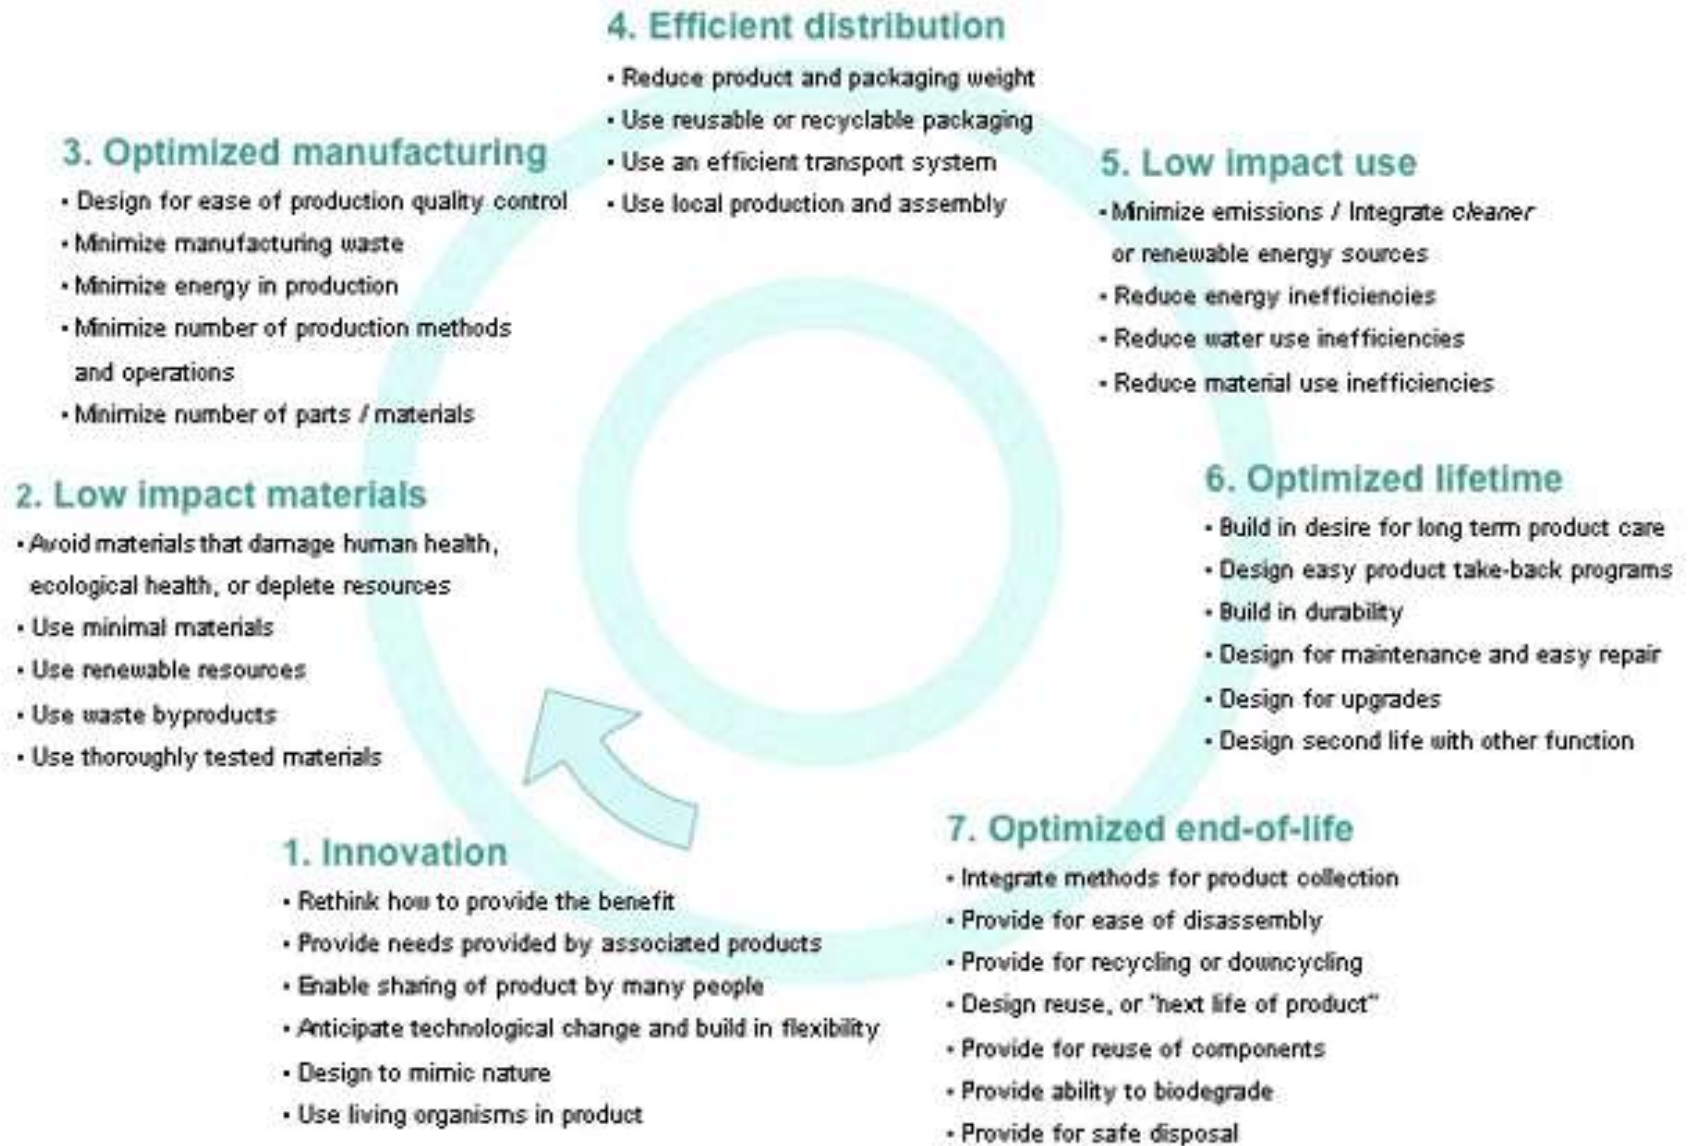 4. Efficient distribution
• Reduce product and packaging weight
• Use reusable or recyclable packaging
• Use an efficient transport system
• Use local production and assembly
3. Optimized manufacturing
• Design for ease of production quality control
• Minimize manufacturing waste
• Minimize energy in production
• Minimize number of production methods
and operations
• Minimize number of parts / materials
5. Low impact use
• Minimize emissions / Integrate cleaner
or renewable energy sources
• Reduce energy inefficiencies
• Reduce water use inefficiencies
• Reduce material use inefficiencies
2. Low impact materials
• Avoid materials that damage human health,
ecological health, or deplete resources
• Use minimal materials
• Use renewable resources
• Use waste byproducts
• Use thoroughly tested materials
6. Optimized lifetime
• Build in desire for long term product care
• Design easy product take-back programs
• Build in durability
• Design for maintenance and easy repair
• Design for upgrades
• Design second life with other function
1. Innovation
• Rethink how to provide the benefit
• Provide needs provided by associated products
• Enable sharing of product by many people
• Anticipate technological change and build in flexibility
• Design to mimic nature
• Use living organisms in product
7. Optimized end-of-life
• Integrate methods for product collection
• Provide for ease of disassembly
• Provide for recycling or downcycling
• Design reuse, or "next life of product"
• Provide for reuse of components
• Provide ability to biodegrade
• Provide for safe disposal